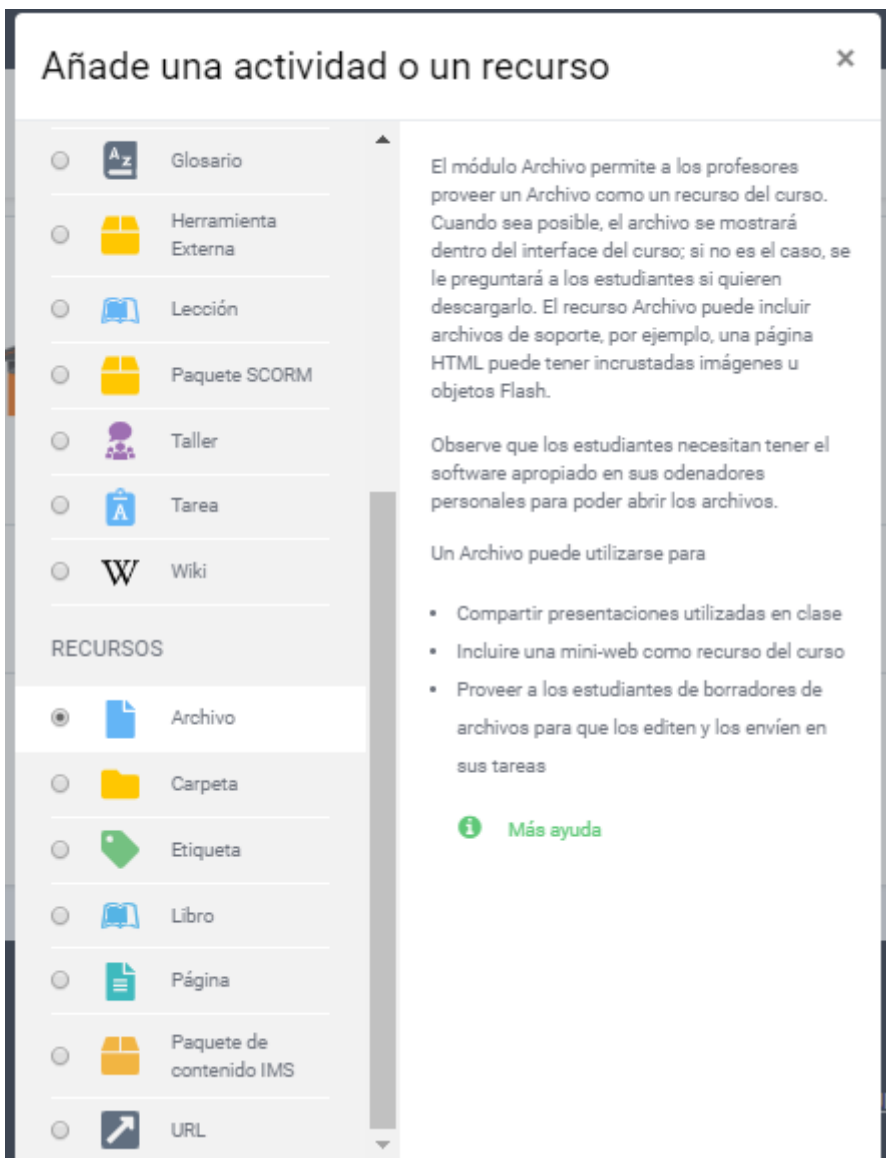 Añade una actividad o un recurso
×
Glosario
Herramienta
Externa
Lección
Paquete SCORM
Taller
Tarea
Wiki
RECURSOS
Archivo
Carpeta
Etiqueta
Libro
Página
Paquete de
contenido IMS
URL
El módulo Archivo permite a los profesores
proveer un Archivo como un recurso del curso.
Cuando sea posible, el archivo se mostrará
dentro del interface del curso; si no es el caso, se
le preguntará a los estudiantes si quieren
descargarlo. El recurso Archivo puede incluir
archivos de soporte, por ejemplo, una página
HTML puede tener incrustadas imágenes u
objetos Flash.
Observe que los estudiantes necesitan tener el
software apropiado en sus odenadores
personales para poder abrir los archivos.
Un Archivo puede utilizarse para
• Compartir presentaciones utilizadas en clase
• Incluire una mini-web como recurso del curso
• Proveer a los estudiantes de borradores de
archivos para que los editen y los envíen en
sus tareas
Más ayuda